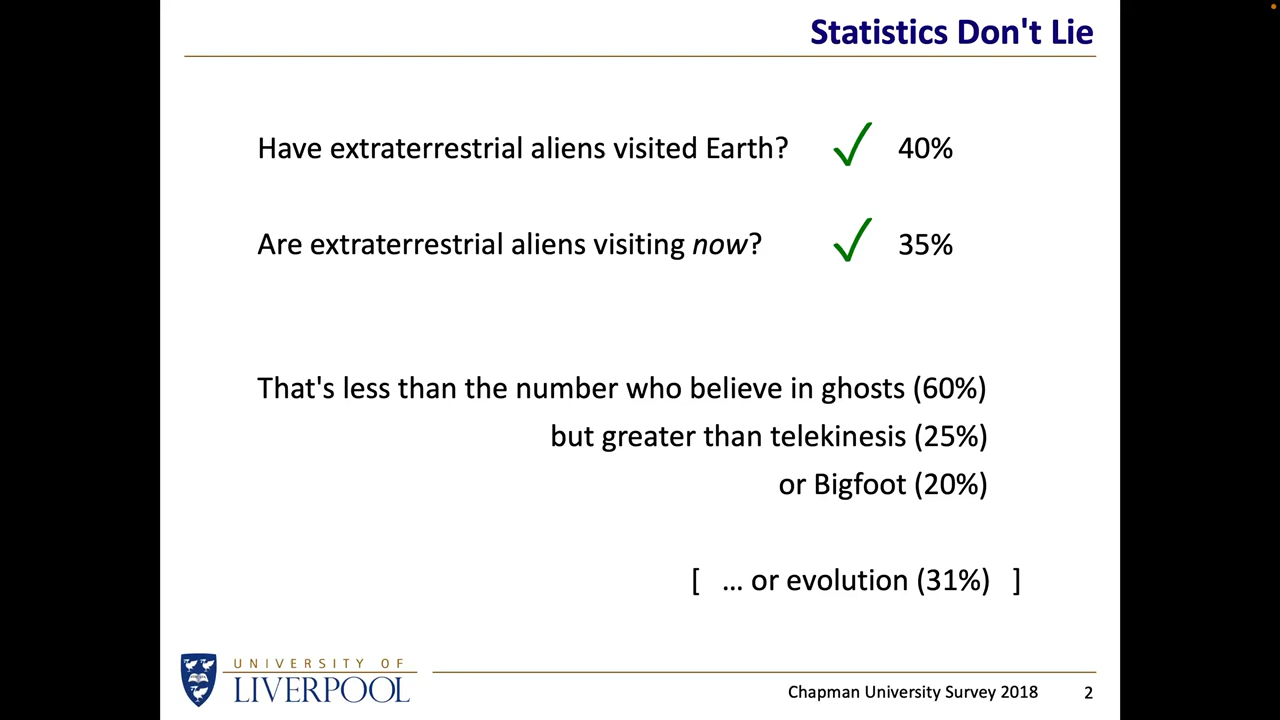 Statistics Don't Lie
Have extraterrestrial aliens visited Earth? ✓ 40%
Are extraterrestrial aliens visiting now? ✓ 35%
That's less than the number who believe in ghosts (60%)
but greater than telekinesis (25%)
or Bigfoot (20%)
[ ... or evolution (31%) ]
UNIVERSITY OF
LIVERPOOL
Chapman University Survey 2018 2